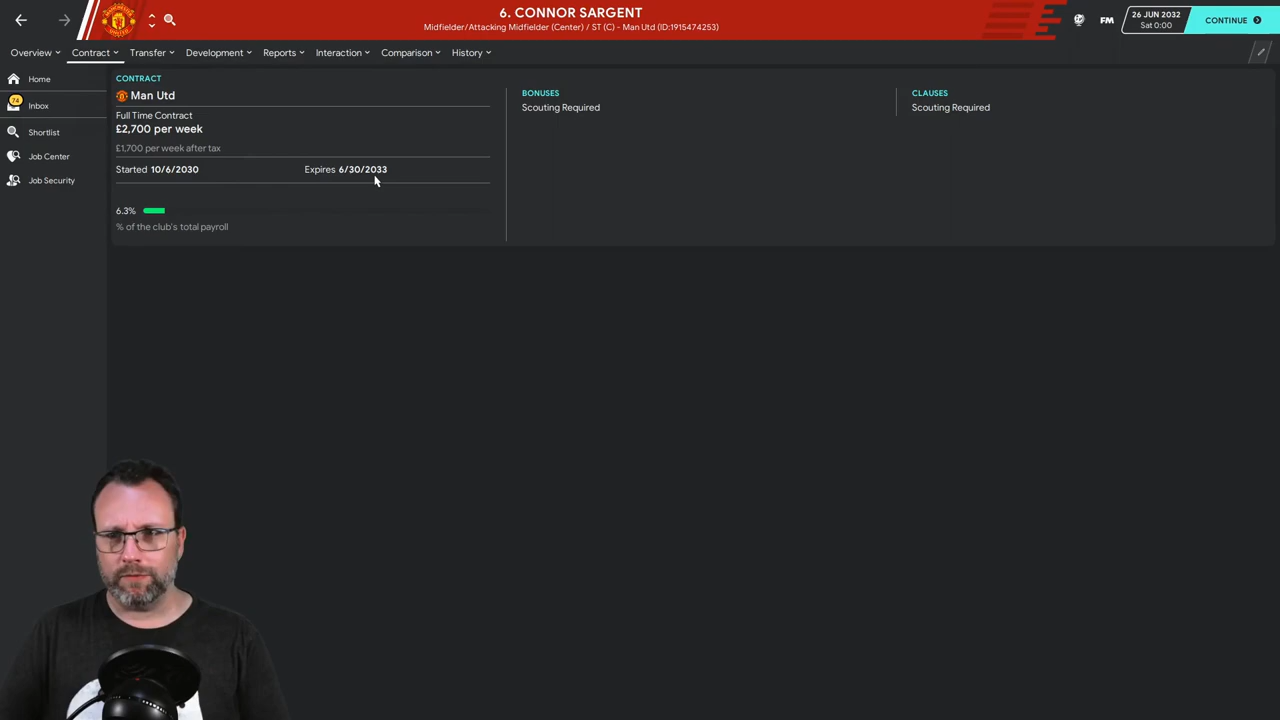 6. CONNOR SARGENT
Midfielder/Attacking Midfielder (Center) / ST (C) - Man Utd (ID:1915474253)
FM
26 JUN 2032
Sat 0:00
CONTINUE
Overview
Contract
Transfer
Development
Reports
Interaction
Comparison
History
Home
74
Inbox
Shortlist
Job Center
Job Security
CONTRACT
Man Utd
Full Time Contract
£2,700 per week
£1,700 per week after tax
Started 10/6/2030 Expires 6/30/2033
6.3%
% of the club's total payroll
BONUSES
Scouting Required
CLAUSES
Scouting Required